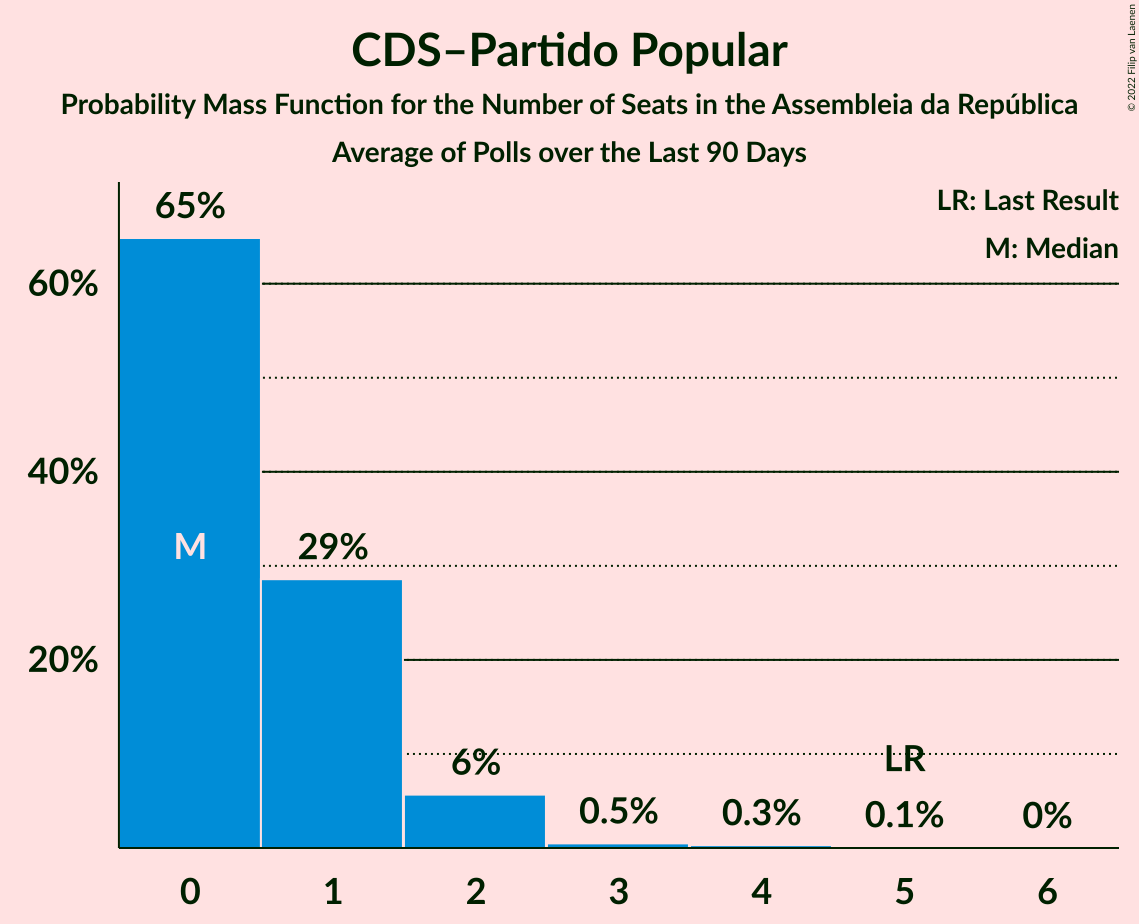 CDS–Partido Popular
Probability Mass Function for the Number of Seats in the Assembleia da República
Average of Polls over the Last 90 Days
© 2022 Filip van Laenen
LR: Last Result
M: Median
65%
60%
40%
M
29%
20%
6%
LR
0.5%
0.3%
0.1%
0%
0 1 2 3 4 5 6